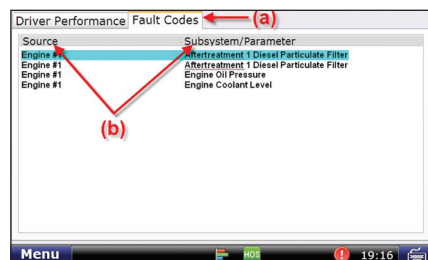 Driver Performance Fault Codes (a)
Source Subsystem/Parameter
Engine #1 Aftertreatment 1 Diesel Particulate Filter
Engine #1 Aftertreatment 1 Diesel Particulate Filter
Engine #1 Engine Oil Pressure
Engine #1 Engine Coolant Level
(b)
Menu HOS 19:16